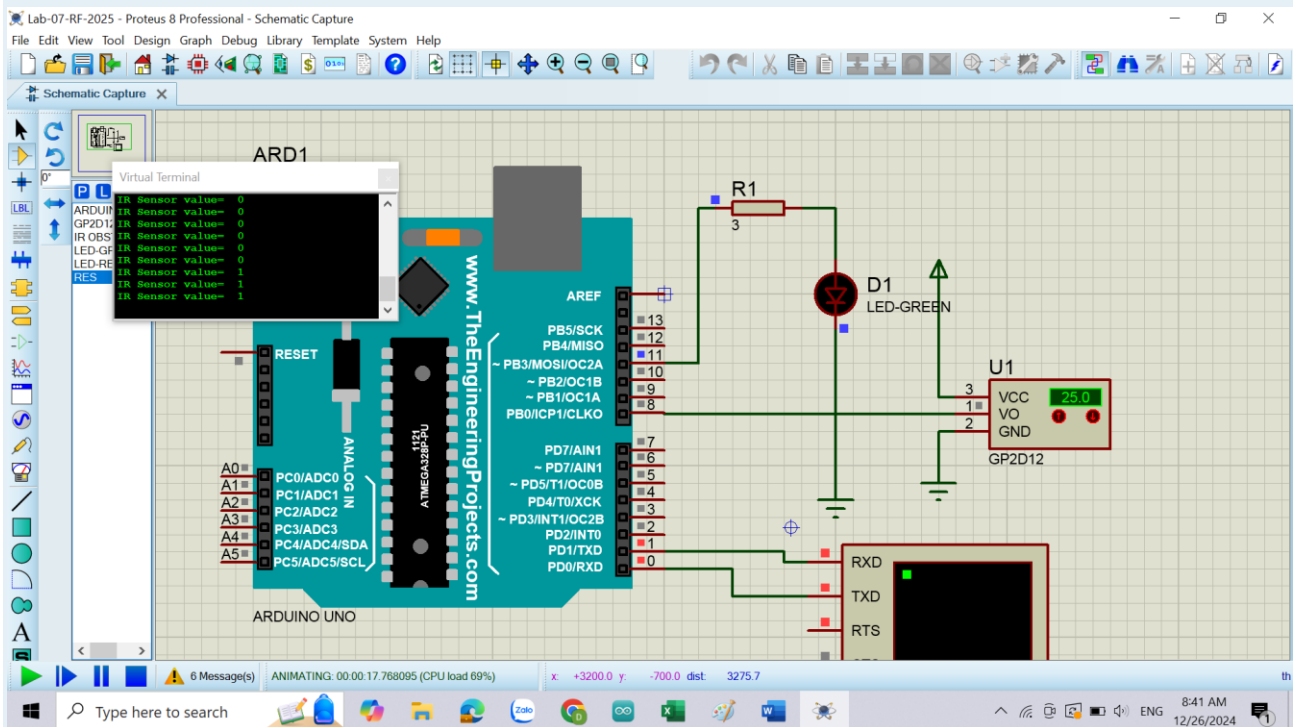 Lab-07-RF-2025 - Proteus 8 Professional - Schematic Capture
File Edit View Tool Design Graph Debug Library Template System Help
Schematic Capture
0°
P L
ARDUIN
GP2D12
IR OBS
LED-GR
LED-RE
RES
LBL
A
S
Virtual Terminal
IR Sensor value= 0
IR Sensor value= 0
IR Sensor value= 0
IR Sensor value= 0
IR Sensor value= 0
IR Sensor value= 0
IR Sensor value= 1
IR Sensor value= 1
IR Sensor value= 1
ARD1
www.TheEngineeringProjects.com
RESET
ANALOG IN
1121
ATMEGA328P-PU
A0 PC0/ADC0
A1 PC1/ADC1
A2 PC2/ADC2
A3 PC3/ADC3
A4 PC4/ADC4/SDA
A5 PC5/ADC5/SCL
AREF
PB5/SCK 13
PB4/MISO 12
~ PB3/MOSI/OC2A 11
~ PB2/OC1B 10
~ PB1/OC1A 9
PB0/ICP1/CLKO 8
PD7/AIN1 7
~ PD7/AIN1 6
~ PD5/T1/OC0B 5
PD4/T0/XCK 4
~ PD3/INT1/OC2B 3
PD2/INT0 2
PD1/TXD 1
PD0/RXD 0
ARDUINO UNO
R1
3
D1
LED-GREEN
U1
3 VCC
1 VO
2 GND
25.0
GP2D12
RXD
TXD
RTS
6 Message(s)
ANIMATING: 00:00:17.768095 (CPU load 69%)
x: +3200.0 y: -700.0 dist: 3275.7
th
Type here to search
Zalo
ENG
8:41 AM
12/26/2024
1